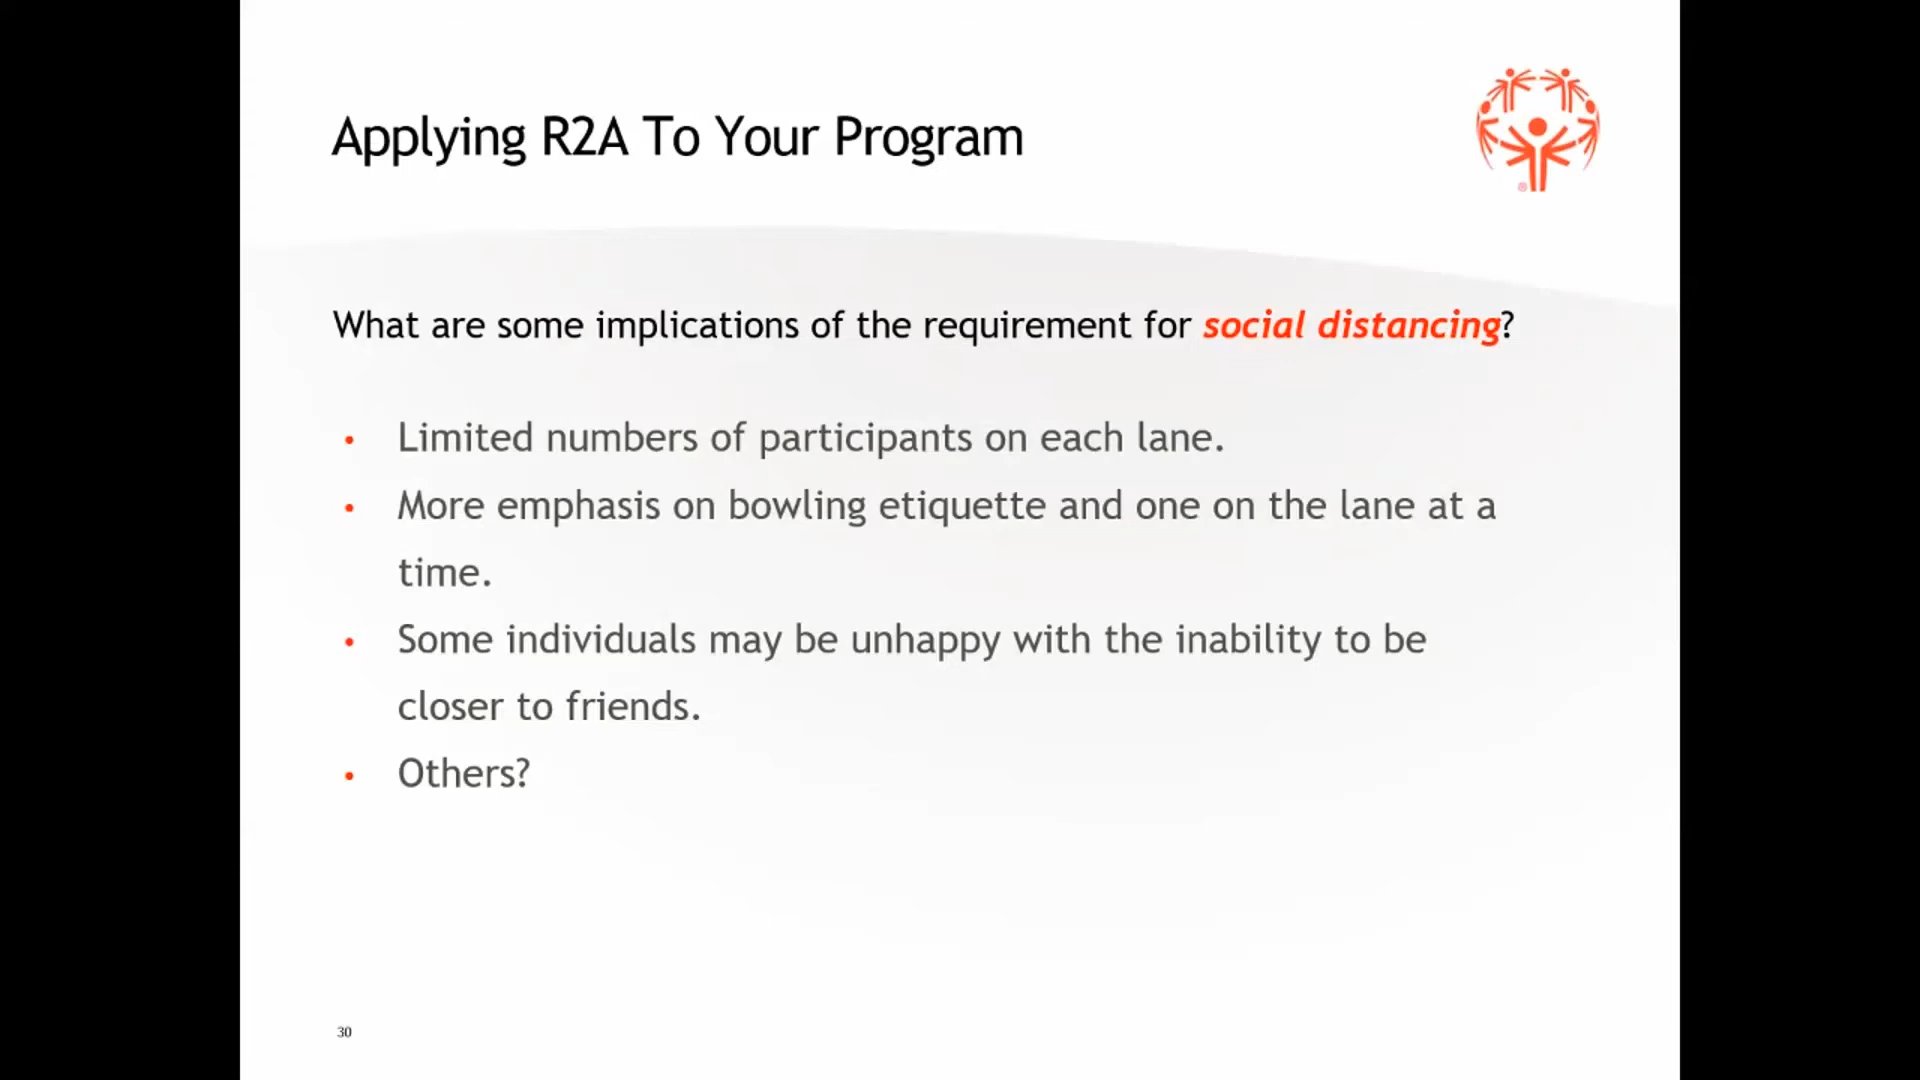 Applying R2A To Your Program
®
What are some implications of the requirement for social distancing?
• Limited numbers of participants on each lane.
• More emphasis on bowling etiquette and one on the lane at a
time.
• Some individuals may be unhappy with the inability to be
closer to friends.
• Others?
30